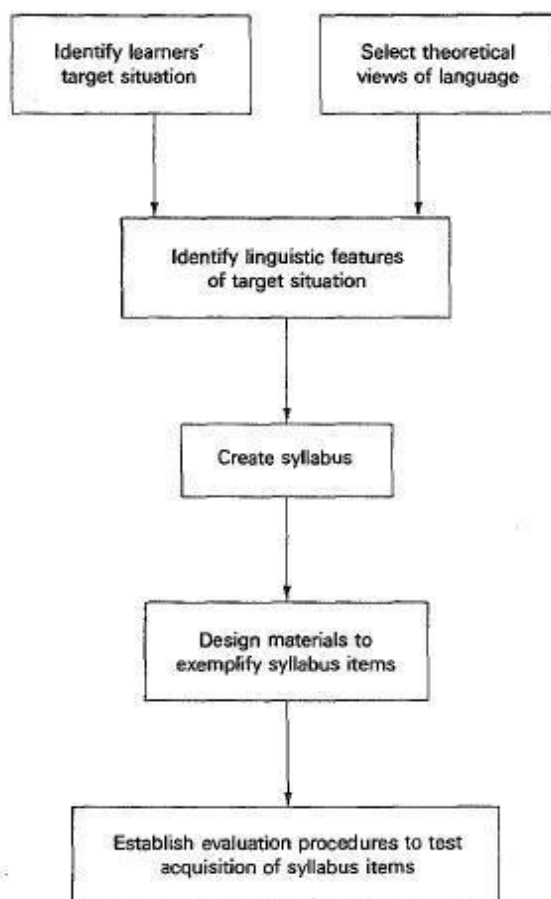 Identify learners'
target situation
Select theoretical
views of language
Identify linguistic features
of target situation
Create syllabus
Design materials to
exemplify syllabus items
Establish evaluation procedures to test
acquisition of syllabus items